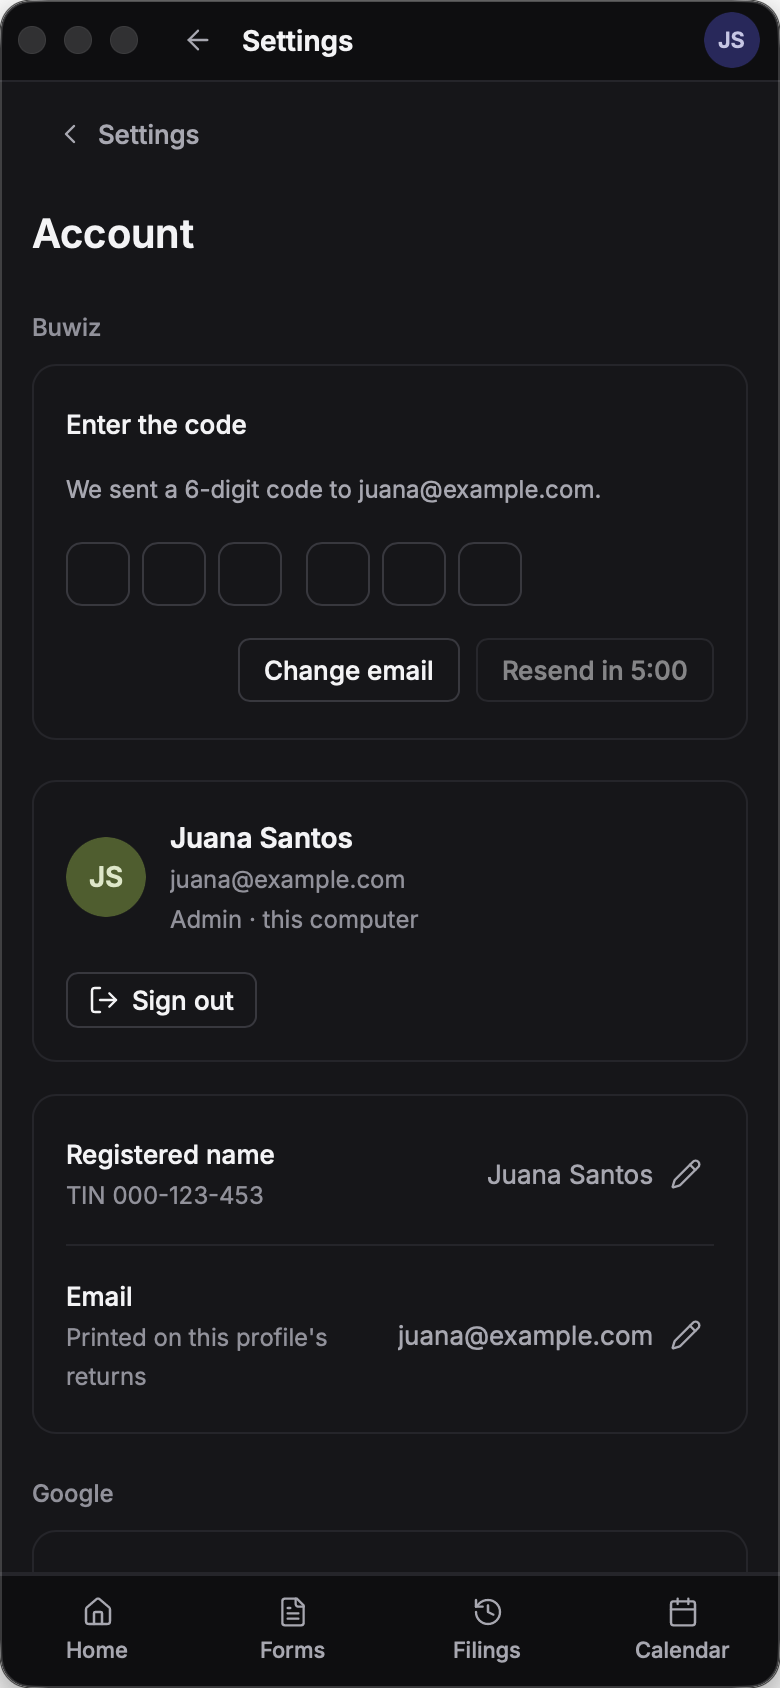 Settings
JS
Settings
Account
Buwiz
Enter the code
We sent a 6-digit code to juana@example.com.
Change email
Resend in 5:00
JS
Juana Santos
juana@example.com
Admin · this computer
Sign out
Registered name
TIN 000-123-453
Juana Santos
Email
Printed on this profile's
returns
juana@example.com
Google
Home
Forms
Filings
Calendar